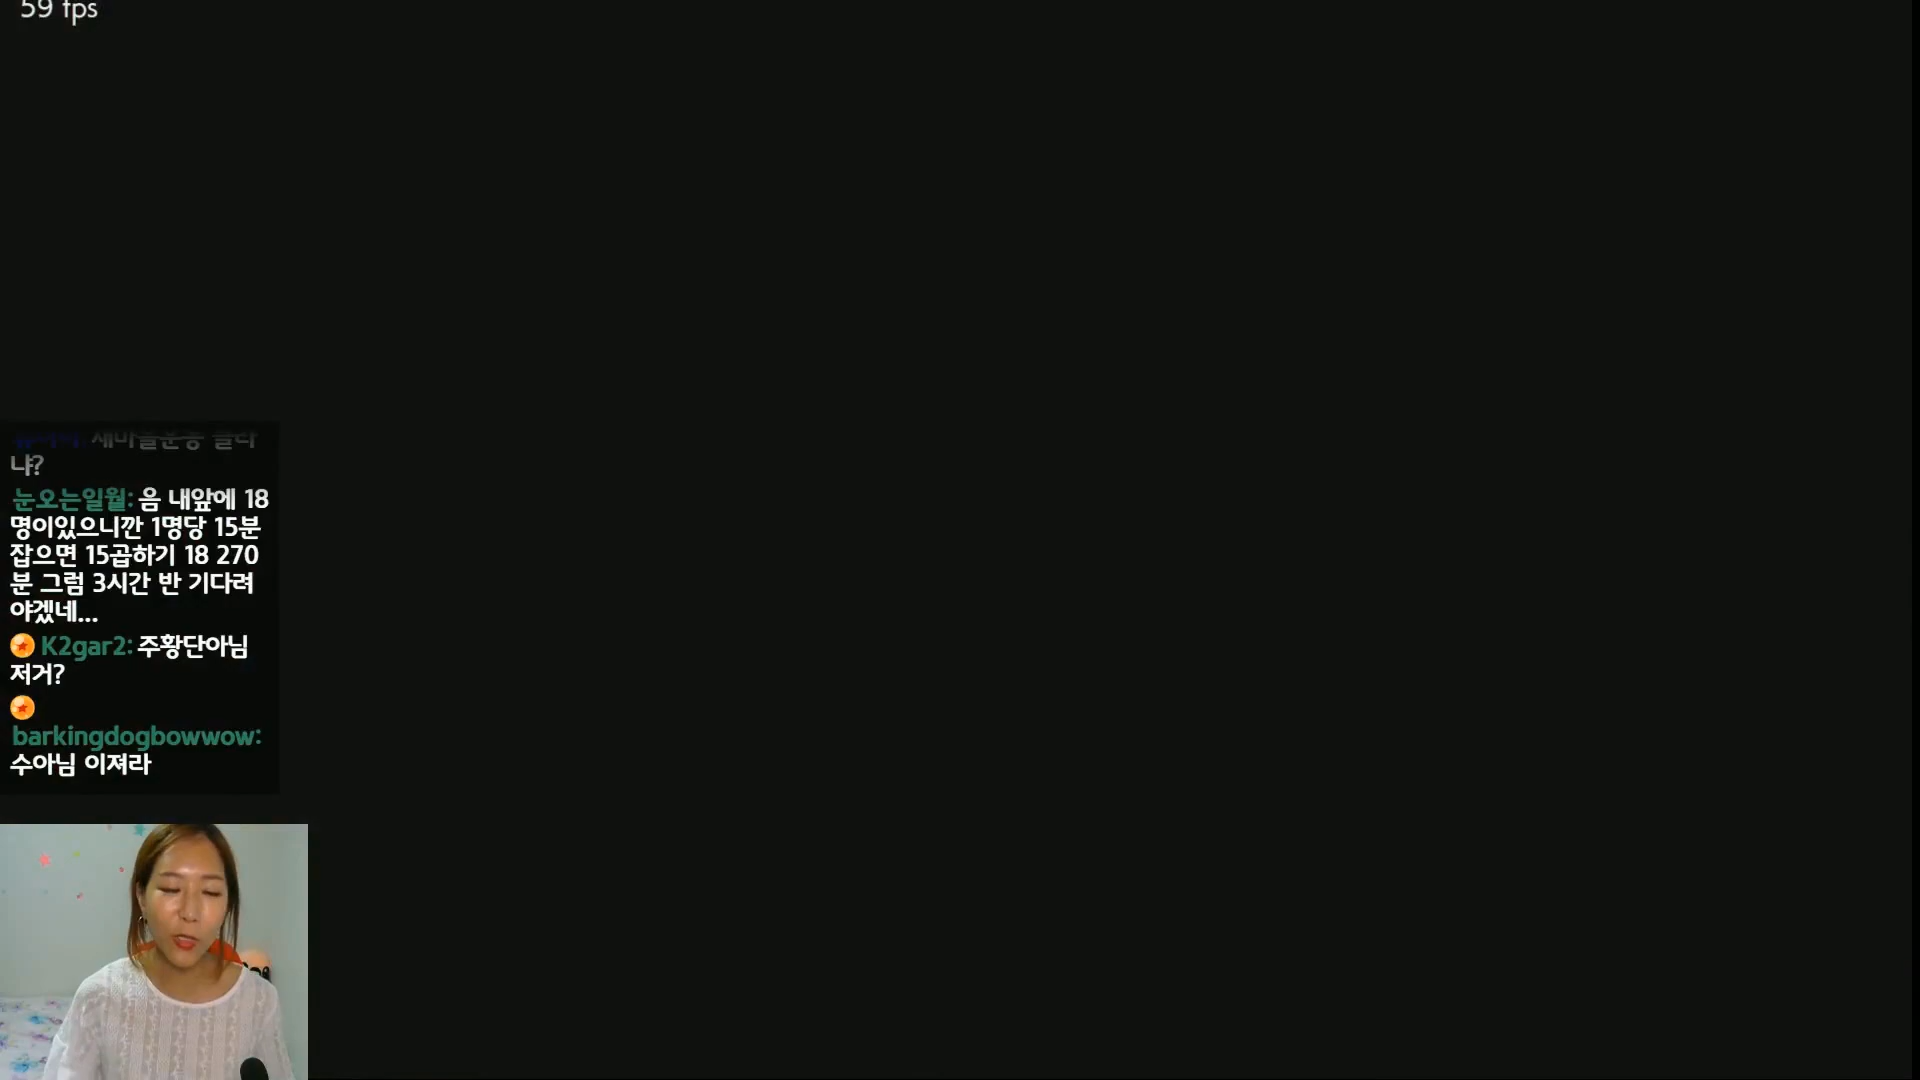 59 fps
냐?
눈오는일월: 음 내앞에 18
명이있으니깐 1명당 15분
잡으면 15곱하기 18 270
분 그럼 3시간 반 기다려
야겠네...
K2gar2: 주황단아님
저거?
barkingdogbowwow:
수아님 이져라